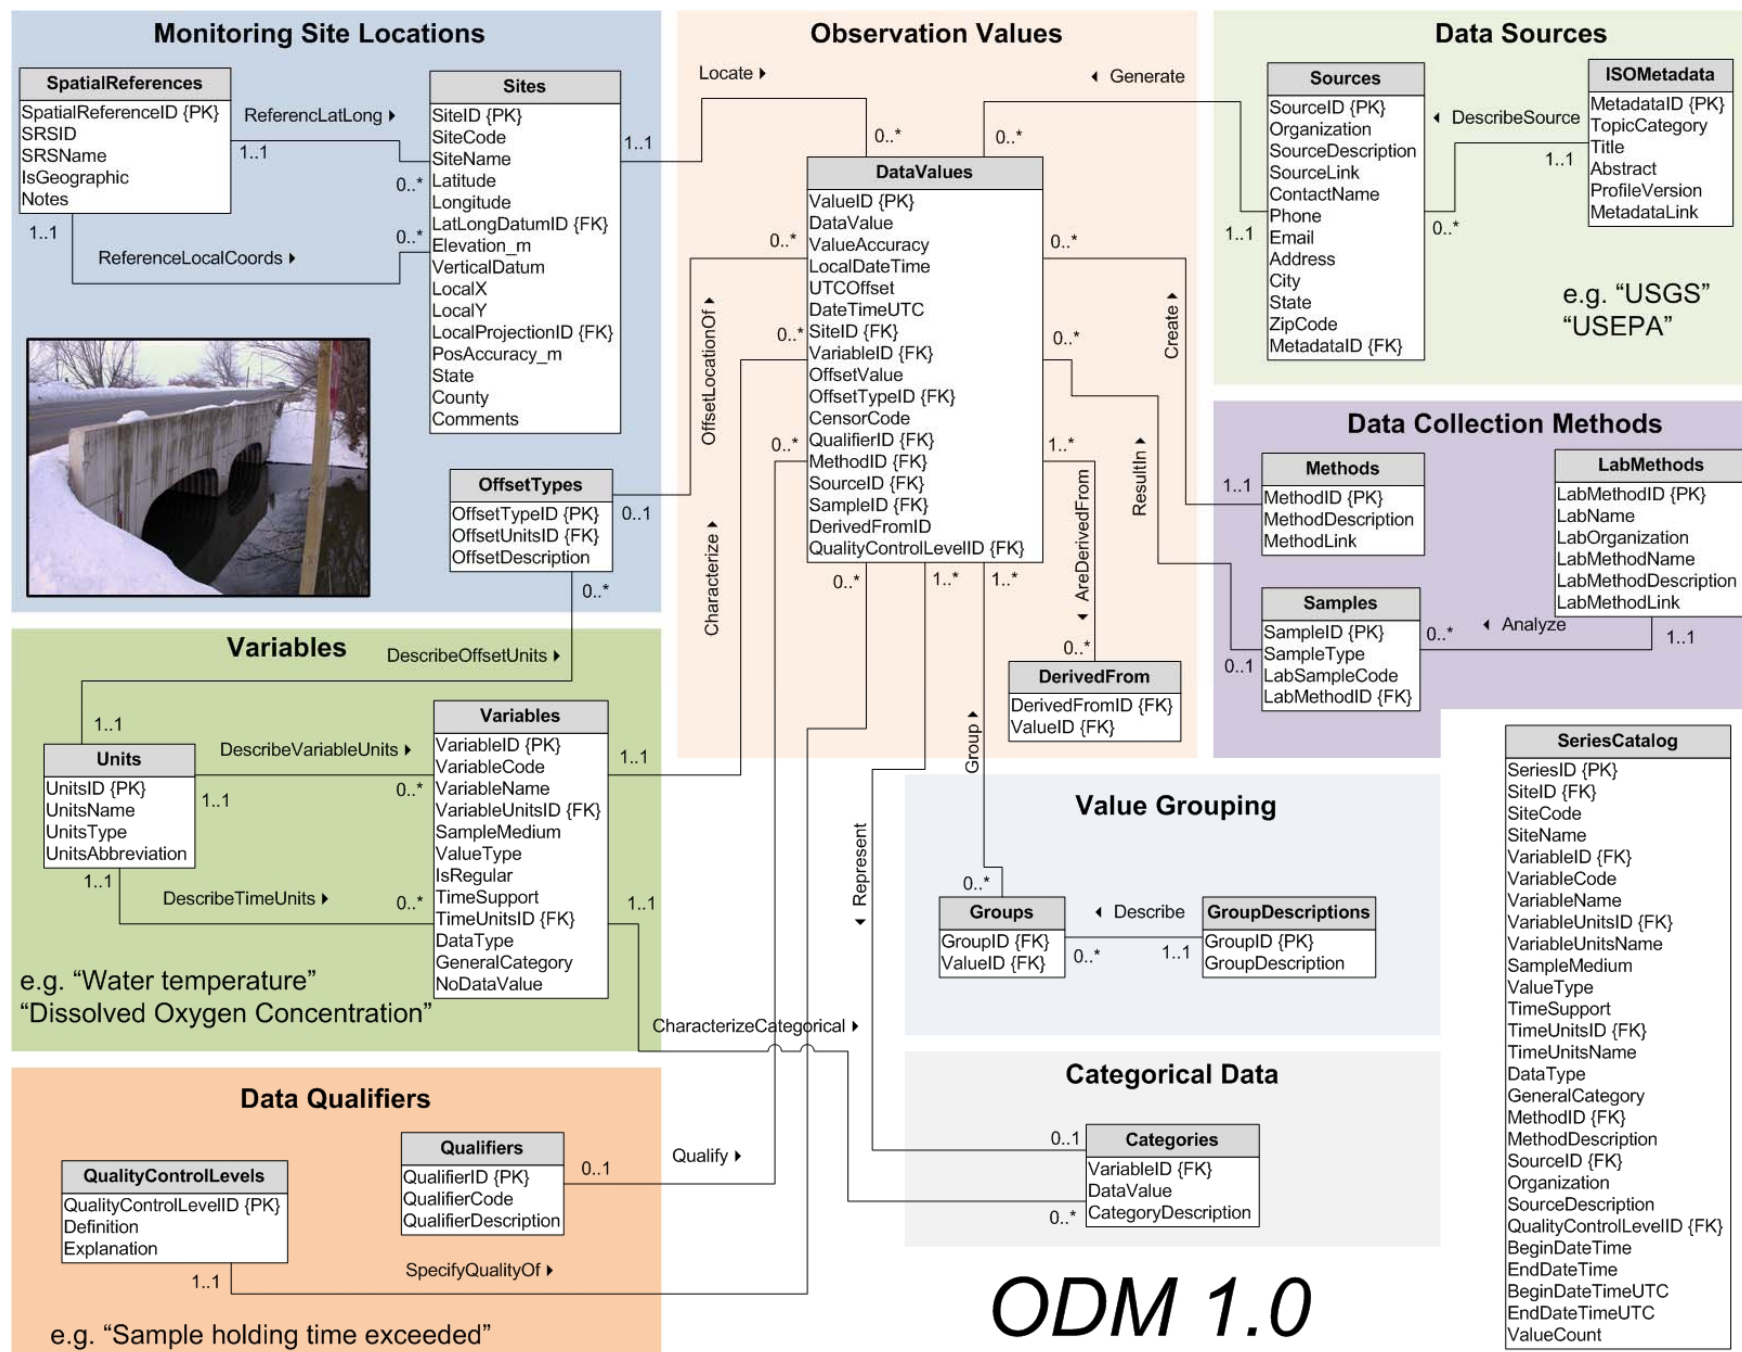 Monitoring Site Locations
SpatialReferences
SpatialReferenceID {PK}
SRSID
SRSName
IsGeographic
Notes
ReferencLatLong
1..1
0..*
1..1
ReferenceLocalCoords
0..*
Sites
SiteID {PK}
SiteCode
SiteName
Latitude
Longitude
LatLongDatumID {FK}
Elevation_m
VerticalDatum
LocalX
LocalY
LocalProjectionID {FK}
PosAccuracy_m
State
County
Comments
1..1
OffsetTypes
OffsetTypeID {PK}
OffsetUnitsID {FK}
OffsetDescription
0..1
0..*
Observation Values
Locate
Generate
0..*
0..*
DataValues
ValueID {PK}
DataValue
ValueAccuracy
LocalDateTime
UTCOffset
DateTimeUTC
SiteID {FK}
VariableID {FK}
OffsetValue
OffsetTypeID {FK}
CensorCode
QualifierID {FK}
MethodID {FK}
SourceID {FK}
SampleID {FK}
DerivedFromID
QualityControlLevelID {FK}
0..*
0..*
0..*
0..*
0..*
1..*
0..*
1..*
1..*
OffsetLocationOf
Characterize
Create
ResultIn
AreDerivedFrom
0..*
DerivedFrom
DerivedFromID {FK}
ValueID {FK}
Group
Represent
Data Sources
Sources
SourceID {PK}
Organization
SourceDescription
SourceLink
ContactName
Phone
Email
Address
City
State
ZipCode
MetadataID {FK}
1..1
DescribeSource
1..1
0..*
ISOMetadata
MetadataID {PK}
TopicCategory
Title
Abstract
ProfileVersion
MetadataLink
e.g. “USGS”
“USEPA”
Data Collection Methods
Methods
MethodID {PK}
MethodDescription
MethodLink
1..1
LabMethods
LabMethodID {PK}
LabName
LabOrganization
LabMethodName
LabMethodDescription
LabMethodLink
Samples
SampleID {PK}
SampleType
LabSampleCode
LabMethodID {FK}
0..1
0..*
Analyze
1..1
Variables
DescribeOffsetUnits
1..1
Units
UnitsID {PK}
UnitsName
UnitsType
UnitsAbbreviation
DescribeVariableUnits
1..1
0..*
1..1
DescribeTimeUnits
0..*
Variables
VariableID {PK}
VariableCode
VariableName
VariableUnitsID {FK}
SampleMedium
ValueType
IsRegular
TimeSupport
TimeUnitsID {FK}
DataType
GeneralCategory
NoDataValue
1..1
1..1
e.g. “Water temperature”
“Dissolved Oxygen Concentration”
CharacterizeCategorical
Value Grouping
0..*
Groups
GroupID {FK}
ValueID {FK}
Describe
0..*
1..1
GroupDescriptions
GroupID {PK}
GroupDescription
Categorical Data
0..1
0..*
Categories
VariableID {FK}
DataValue
CategoryDescription
Data Qualifiers
QualityControlLevels
QualityControlLevelID {PK}
Definition
Explanation
1..1
Qualifiers
QualifierID {PK}
QualifierCode
QualifierDescription
0..1
Qualify
SpecifyQualityOf
e.g. “Sample holding time exceeded”
ODM 1.0
SeriesCatalog
SeriesID {PK}
SiteID {FK}
SiteCode
SiteName
VariableID {FK}
VariableCode
VariableName
VariableUnitsID {FK}
VariableUnitsName
SampleMedium
ValueType
TimeSupport
TimeUnitsID {FK}
TimeUnitsName
DataType
GeneralCategory
MethodID {FK}
MethodDescription
SourceID {FK}
Organization
SourceDescription
QualityControlLevelID {FK}
BeginDateTime
EndDateTime
BeginDateTimeUTC
EndDateTimeUTC
ValueCount